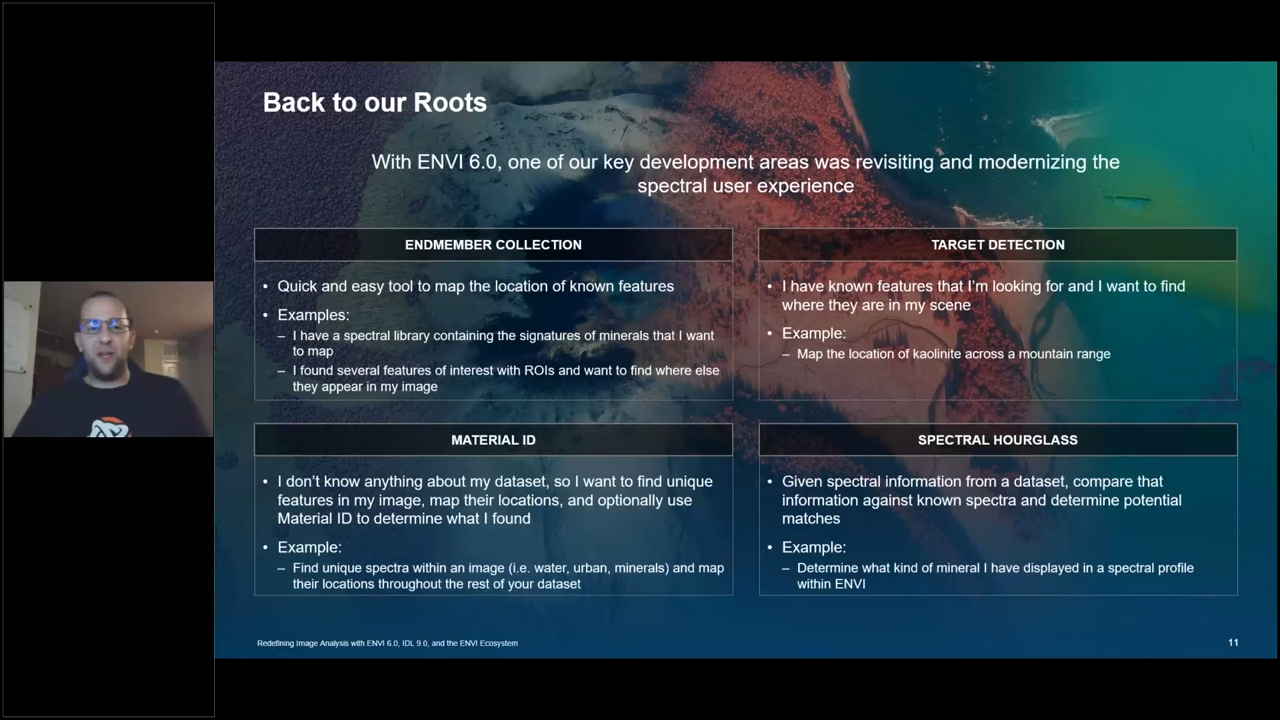 Back to our Roots
With ENVI 6.0, one of our key development areas was revisiting and modernizing the
spectral user experience
ENDMEMBER COLLECTION
• Quick and easy tool to map the location of known features
• Examples:
– I have a spectral library containing the signatures of minerals that I want
to map
– I found several features of interest with ROIs and want to find where else
they appear in my image
TARGET DETECTION
• I have known features that I'm looking for and I want to find
where they are in my scene
• Example:
– Map the location of kaolinite across a mountain range
MATERIAL ID
• I don't know anything about my dataset, so I want to find unique
features in my image, map their locations, and optionally use
Material ID to determine what I found
• Example:
– Find unique spectra within an image (i.e. water, urban, minerals) and map
their locations throughout the rest of your dataset
SPECTRAL HOURGLASS
• Given spectral information from a dataset, compare that
information against known spectra and determine potential
matches
• Example:
– Determine what kind of mineral I have displayed in a spectral profile
within ENVI
Redefining Image Analysis with ENVI 6.0, IDL 9.0, and the ENVI Ecosystem
11